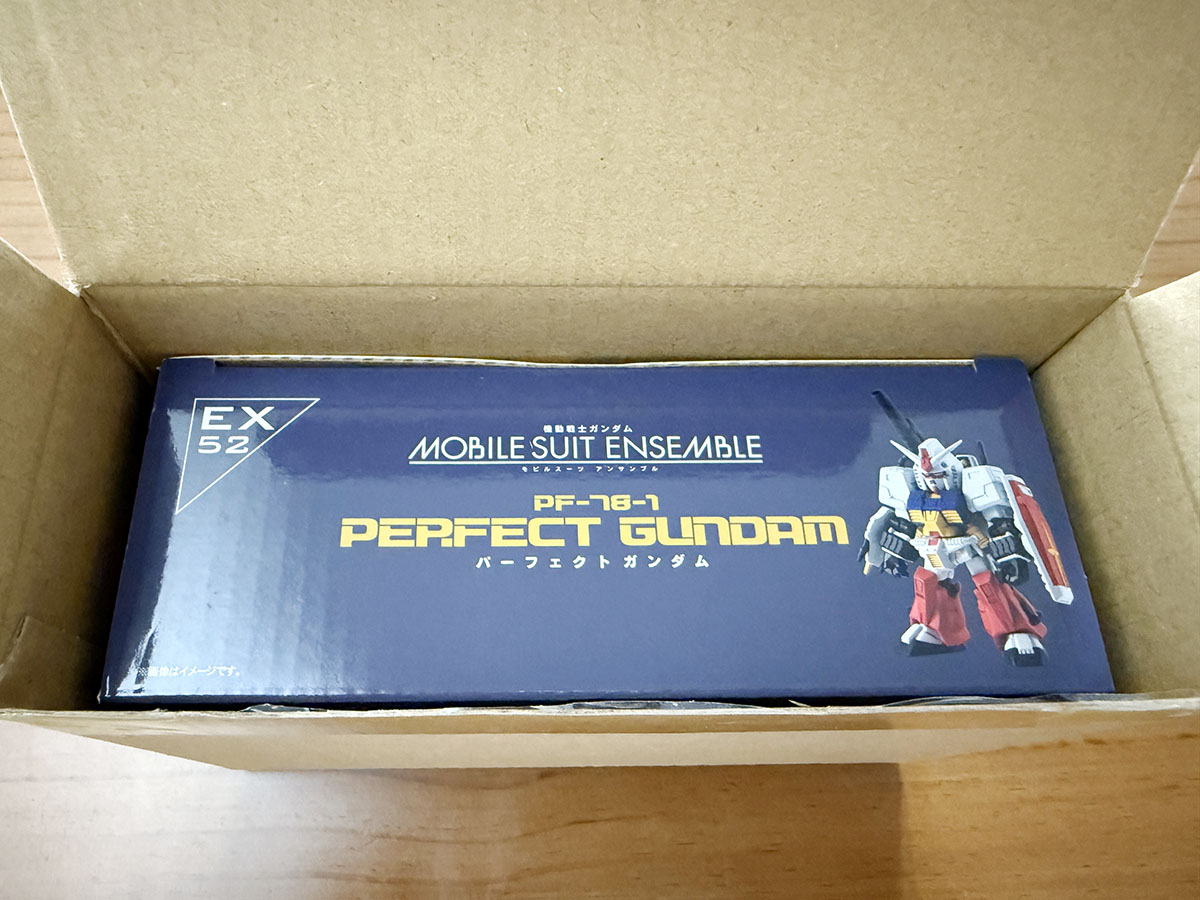 EX
52
機動戦士ガンダム
MOBILE SUIT ENSEMBLE
モビルスーツ アンサンブル
PF-78-1
PERFECT GUNDAM
パーフェクトガンダム
※画像はイメージです。